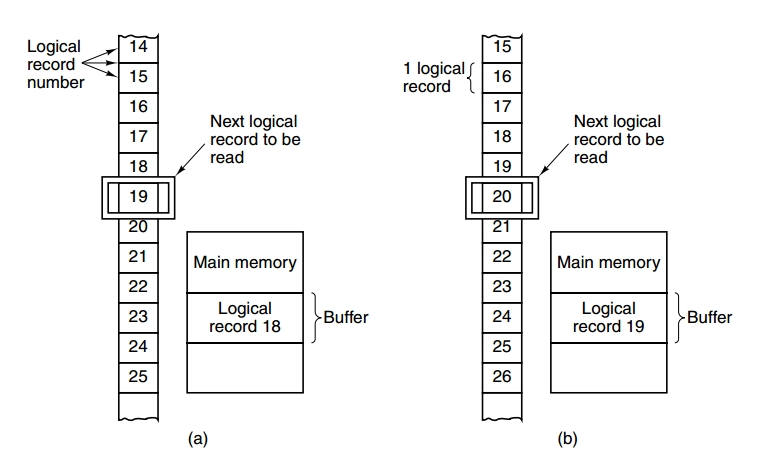 Logical
record
number
14
15
16
17
18
19
20
21
22
23
24
25
Next logical
record to be
read
Main memory
Logical
record 18
Buffer
(a)
1 logical
record
15
16
17
18
19
20
21
22
23
24
25
26
Next logical
record to be
read
Main memory
Logical
record 19
Buffer
(b)